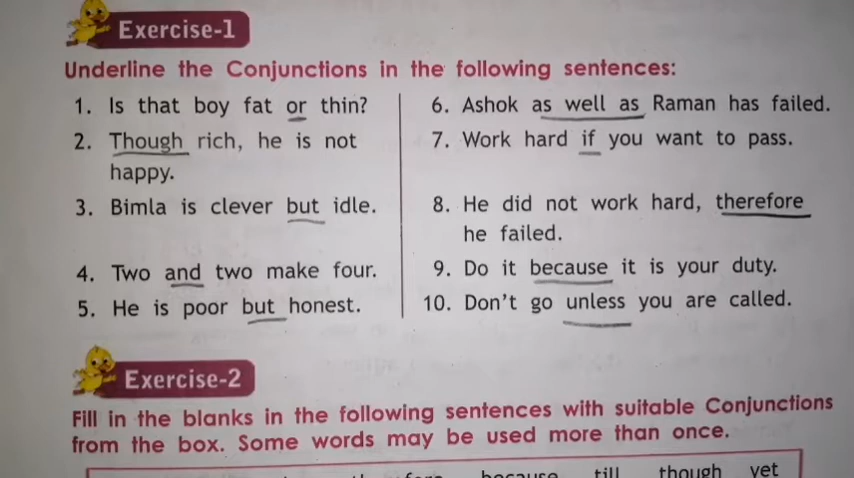 Exercise-1
Underline the Conjunctions in the following sentences:
1. Is that boy fat or thin?
2. Though rich, he is not
happy.
3. Bimla is clever but idle.
4. Two and two make four.
5. He is poor but honest.
6. Ashok as well as Raman has failed.
7. Work hard if you want to pass.
8. He did not work hard, therefore
he failed.
9. Do it because it is your duty.
10. Don't go unless you are called.
Exercise-2
Fill in the blanks in the following sentences with suitable Conjunctions
from the box. Some words may be used more than once.
because till though yet